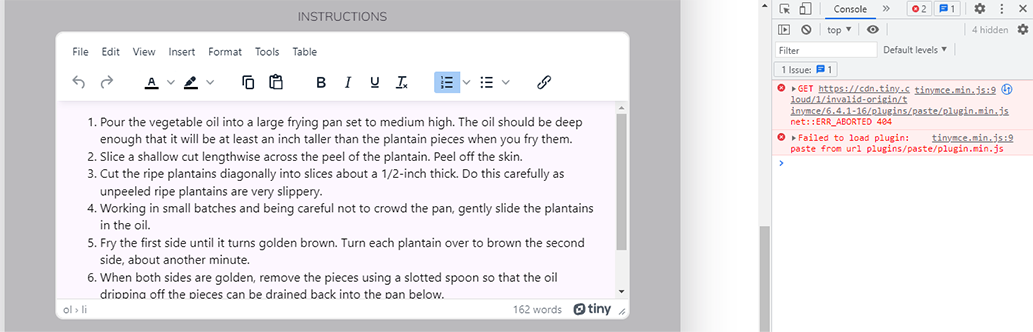 INSTRUCTIONS
File Edit View Insert Format Tools Table
A B I U T
1. Pour the vegetable oil into a large frying pan set to medium high. The oil should be deep
enough that it will be at least an inch taller than the plantain pieces when you fry them.
2. Slice a shallow cut lengthwise across the peel of the plantain. Peel off the skin.
3. Cut the ripe plantains diagonally into slices about a 1/2-inch thick. Do this carefully as
unpeeled ripe plantains are very slippery.
4. Working in small batches and being careful not to crowd the pan, gently slide the plantains
in the oil.
5. Fry the first side until it turns golden brown. Turn each plantain over to brown the second
side, about another minute.
6. When both sides are golden, remove the pieces using a slotted spoon so that the oil
dripping off the pieces can be drained back into the pan below.
ol › li 162 words tiny
Console » 2 1
top ▼ 4 hidden
Filter Default levels ▼
1 Issue: 1
▶GET https://cdn.tiny.c tinymce.min.js:9
loud/1/invalid-origin/t
inymce/6.4.1-16/plugins/paste/plugin.min.js
net::ERR_ABORTED 404
▶Failed to load plugin: tinymce.min.js:9
paste from url plugins/paste/plugin.min.js
›